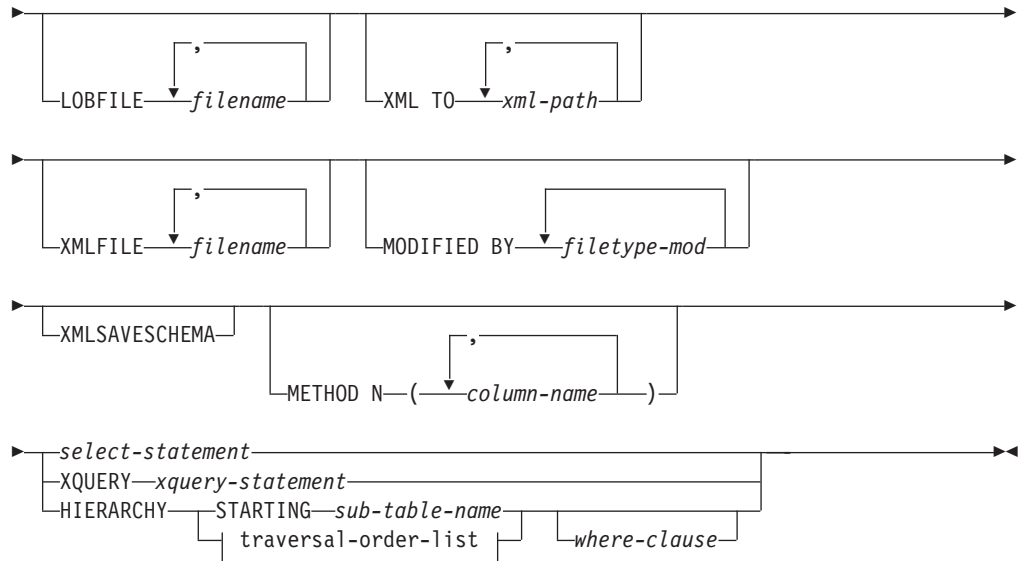 , ,
LOBFILE filename XML TO xml-path
, 
XMLFILE filename MODIFIED BY filetype-mod
XMLSAVESCHEMA ,
METHOD N ( column-name )
select-statement
XQUERY xquery-statement
HIERARCHY STARTING sub-table-name
traversal-order-list where-clause